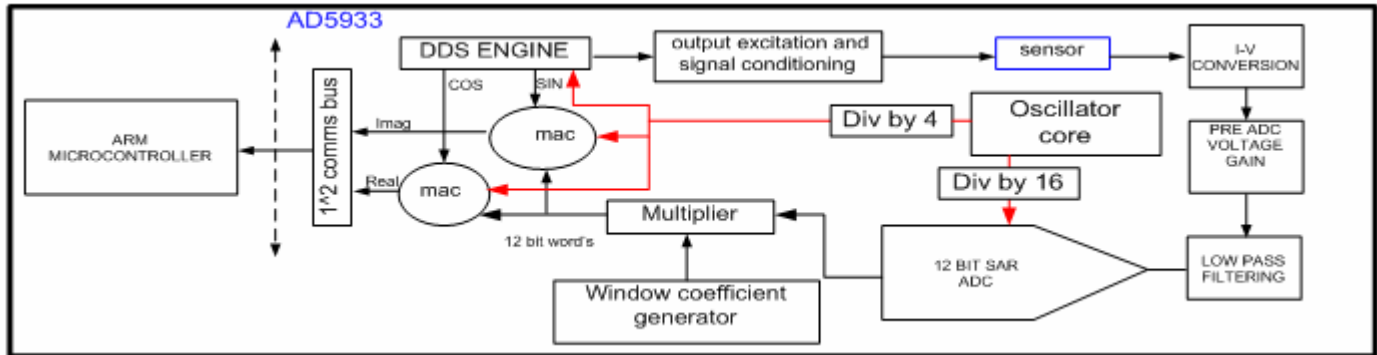 AD5933
DDS ENGINE
output excitation and
signal conditioning
sensor
I-V
CONVERSION
COS
SIN
1^2 comms bus
Imag
mac
Div by 4
Oscillator
core
PRE ADC
VOLTAGE
GAIN
ARM
MICROCONTROLLER
Real
mac
Div by 16
Multiplier
12 bit word's
12 BIT SAR
ADC
LOW PASS
FILTERING
Window coefficient
generator